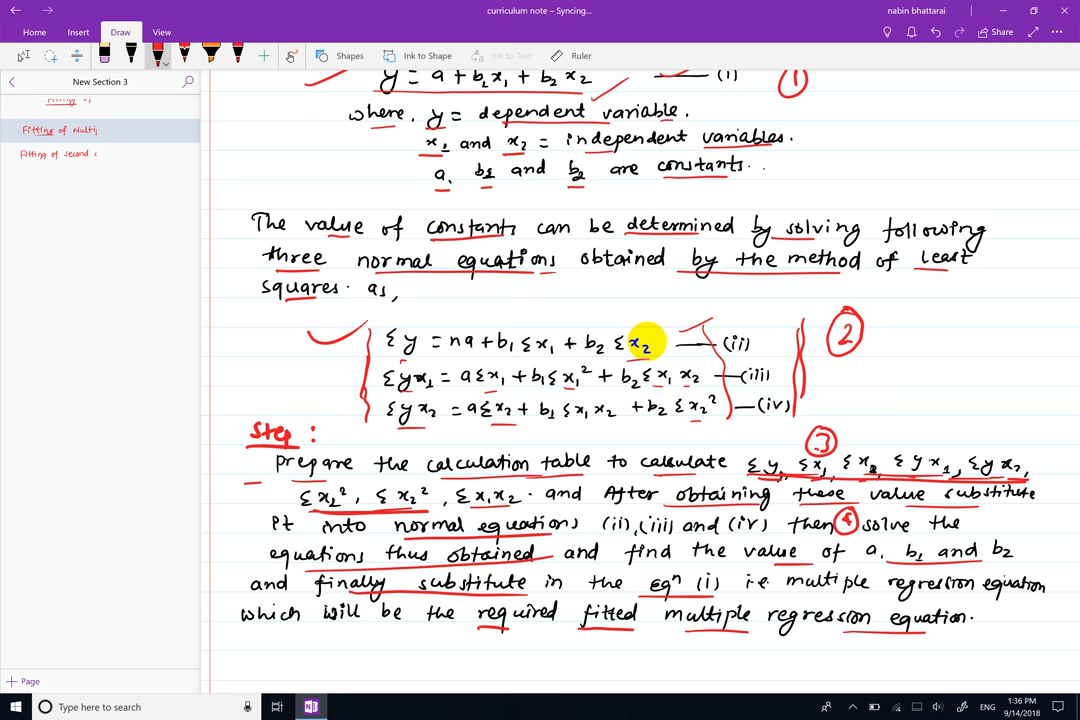 curriculum note – Syncing...
nabin bhattarai
Home Insert Draw View
Share
Shapes
Ink to Shape
Ink to Text
Ruler
New Section 3
Fitting of Multip
Fitting of second o
y = a + b₁x₁ + b₂x₂ —— (i) ①
where, y = dependent variable.
x₁ and x₂ = independent variables.
a, b₁ and b₂ are constants.
The value of constants can be determined by solving following
three normal equations obtained by the method of least
squares. as,
Σy = na + b₁Σx₁ + b₂Σx₂ —— (ii) ②
Σyx₁ = aΣx₁ + b₁Σx₁² + b₂Σx₁x₂ —— (iii)
Σyx₂ = aΣx₂ + b₁Σx₁x₂ + b₂Σx₂² —— (iv)
Step : ③
prepare the calculation table to calculate Σy, Σx₁, Σx₂, Σyx₁, Σyx₂,
Σx₁², Σx₂², Σx₁x₂. and After obtaining these value substitute
it into normal equations (ii), (iii) and (iv) then ④ solve the
equations thus obtained and find the value of a, b₁ and b₂
and finally substitute in the eqⁿ (i) i.e. multiple regression equation
which will be the required fitted multiple regression equation.
+ Page
Type here to search
ENG
1:36 PM
9/14/2018